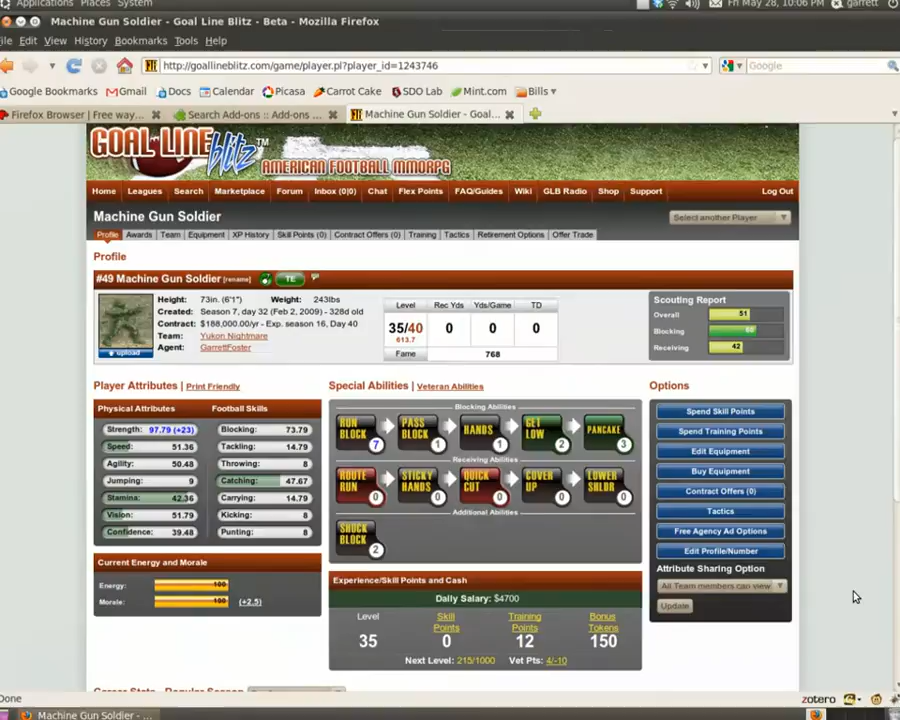 Applications Places System Fri May 28, 10:06 PM garrett
Machine Gun Soldier - Goal Line Blitz - Beta - Mozilla Firefox
File Edit View History Bookmarks Tools Help
http://goallineblitz.com/game/player.pl?player_id=1243746 Google
Google Bookmarks Gmail Docs Calendar Picasa Carrot Cake SDO Lab Mint.com Bills
Firefox Browser | Free way... Search Add-ons :: Add-ons ... Machine Gun Soldier - Goal...
GOAL LINE blitz TM AMERICAN FOOTBALL MMORPG
Home Leagues Search Marketplace Forum Inbox (0|0) Chat Flex Points FAQ/Guides Wiki GLB Radio Shop Support Log Out
Machine Gun Soldier Select another Player
Profile Awards Team Equipment XP History Skill Points (0) Contract Offers (0) Training Tactics Retirement Options Offer Trade
Profile
#49 Machine Gun Soldier [rename] TE
Height: 73in. (6'1") Weight: 243lbs
Created: Season 7, day 32 (Feb 2, 2009) - 328d old
Contract: $188,000.00/yr - Exp. season 16, Day 40
Team: Yukon Nightmare
Agent: GarrettFoster
upload
Level Rec Yds Yds/Game TD
35/40 0 0 0
613.7
Fame 768
Scouting Report
Overall 51
Blocking 60
Receiving 42
Player Attributes Print Friendly
Physical Attributes Football Skills
Strength: 97.79 (+23) Blocking: 73.79
Speed: 51.36 Tackling: 14.79
Agility: 50.48 Throwing: 8
Jumping: 9 Catching: 47.67
Stamina: 42.36 Carrying: 14.79
Vision: 51.79 Kicking: 8
Confidence: 39.48 Punting: 8
Current Energy and Morale
Energy: 100
Morale: 100 (+2.5)
Special Abilities Veteran Abilities
Blocking Abilities
RUN BLOCK 7 PASS BLOCK 1 HANDS 1 GET LOW 2 PANCAKE 3
Receiving Abilities
ROUTE RUN 0 STICKY HANDS 0 QUICK CUT 0 COVER UP 0 LOWER SHLDR 0
Additional Abilities
SHOCK BLOCK 2
Experience/Skill Points and Cash
Daily Salary: $4700
Level Skill Points Training Points Bonus Tokens
35 0 12 150
Next Level: 215/1000 Vet Pts: 4/-10
Options
Spend Skill Points
Spend Training Points
Edit Equipment
Buy Equipment
Contract Offers (0)
Tactics
Free Agency Ad Options
Edit Profile/Number
Attribute Sharing Option
All Team members can view
Update
Done zotero
Machine Gun Soldier - ...